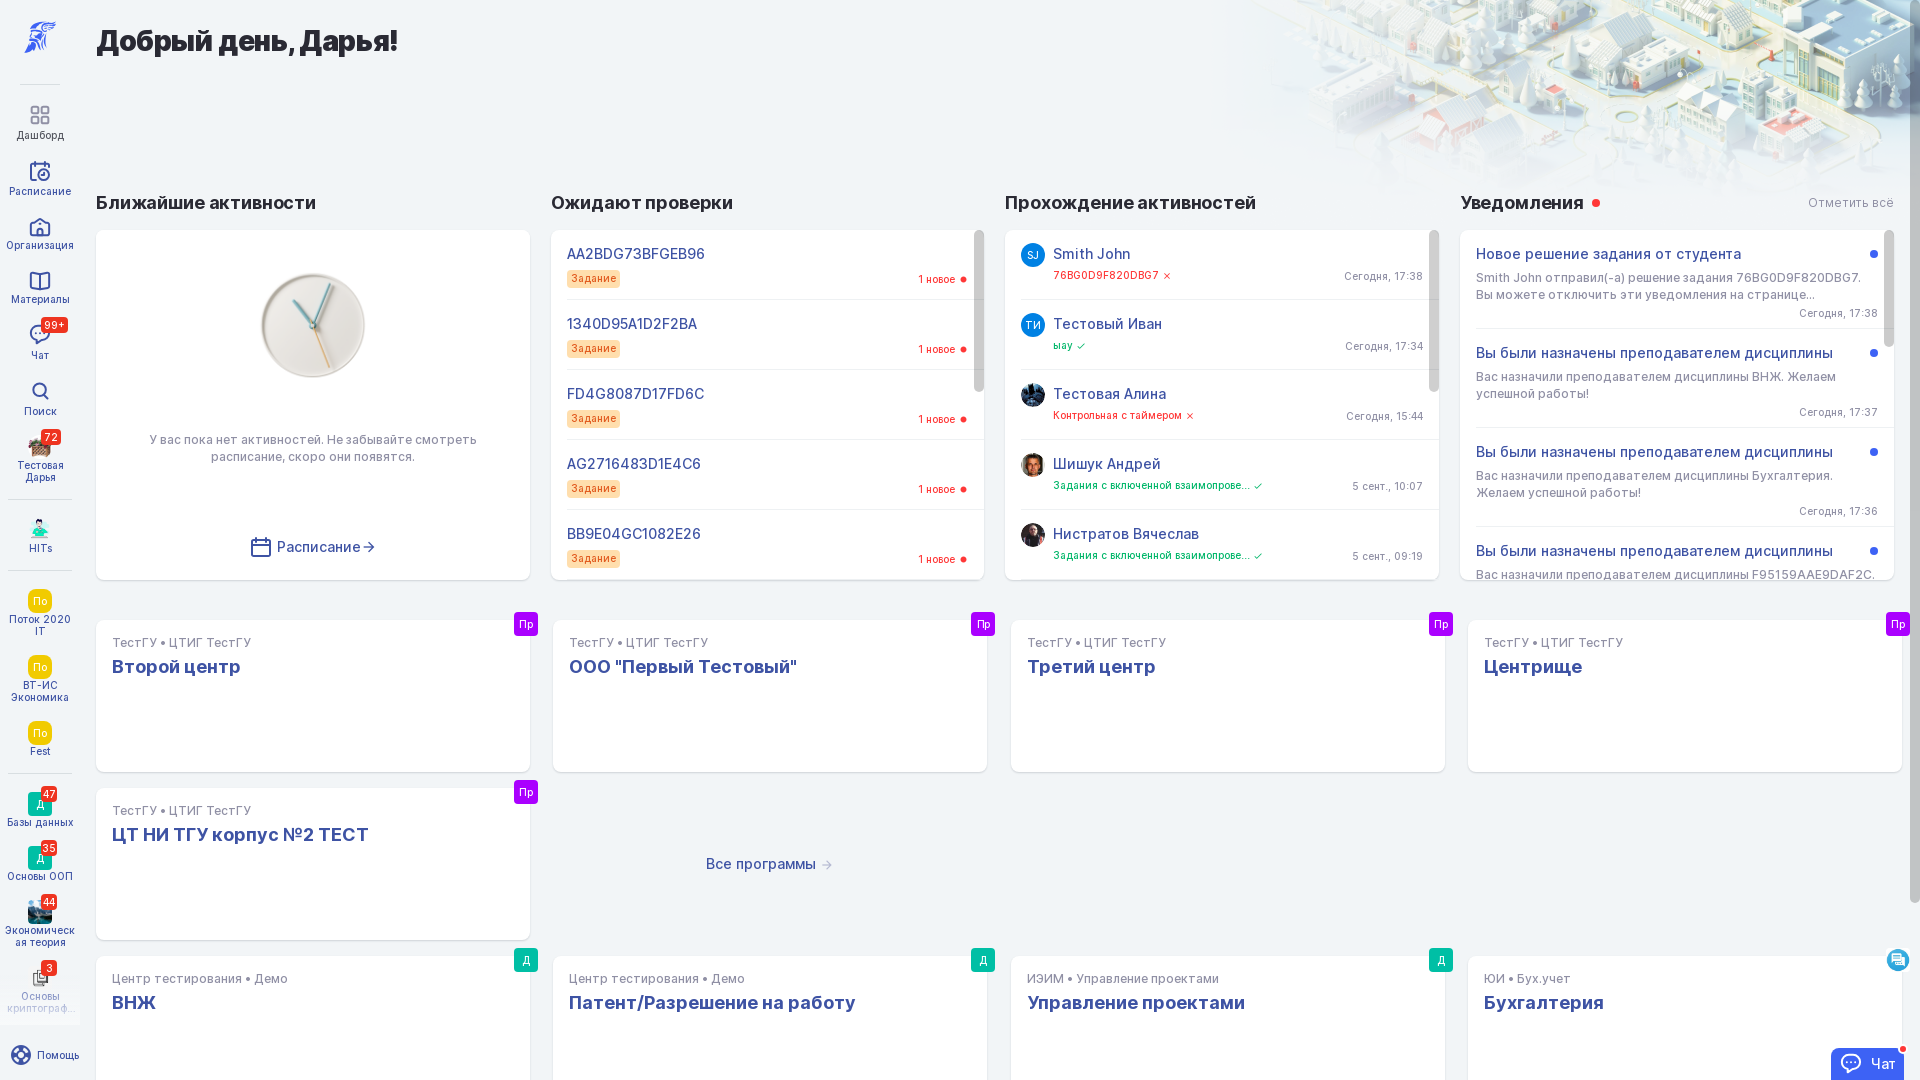 Добрый день, Дарья!
Дашборд
Расписание
Организация
Материалы
99+
Чат
Поиск
72
Тестовая
Дарья
HITs
По
Поток 2020
IT
По
ВТ-ИС
Экономика
По
Fest
47
Д
Базы данных
35
Д
Основы ООП
44
Экономическ
ая теория
3
Основы
криптограф...
Помощь
Ближайшие активности
У вас пока нет активностей. Не забывайте смотреть
расписание, скоро они появятся.
Расписание
Ожидают проверки
AA2BDG73BFGEB96
Задание
1 новое
1340D95A1D2F2BA
Задание
1 новое
FD4G8087D17FD6C
Задание
1 новое
AG2716483D1E4C6
Задание
1 новое
BB9E04GC1082E26
Задание
1 новое
Прохождение активностей
SJ
Smith John
76BG0D9F820DBG7
Сегодня, 17:38
ТИ
Тестовый Иван
ыау
Сегодня, 17:34
Тестовая Алина
Контрольная с таймером
Сегодня, 15:44
Шишук Андрей
Задания с включенной взаимопрове...
5 сент., 10:07
Нистратов Вячеслав
Задания с включенной взаимопрове...
5 сент., 09:19
Уведомления
Отметить всё
Новое решение задания от студента
Smith John отправил(-а) решение задания 76BG0D9F820DBG7.
Вы можете отключить эти уведомления на странице...
Сегодня, 17:38
Вы были назначены преподавателем дисциплины
Вас назначили преподавателем дисциплины ВНЖ. Желаем
успешной работы!
Сегодня, 17:37
Вы были назначены преподавателем дисциплины
Вас назначили преподавателем дисциплины Бухгалтерия.
Желаем успешной работы!
Сегодня, 17:36
Вы были назначены преподавателем дисциплины
Вас назначили преподавателем дисциплины F95159AAE9DAF2C.
Пр
ТестГУ • ЦТИГ ТестГУ
Второй центр
Пр
ТестГУ • ЦТИГ ТестГУ
ООО "Первый Тестовый"
Пр
ТестГУ • ЦТИГ ТестГУ
Третий центр
Пр
ТестГУ • ЦТИГ ТестГУ
Центрище
Пр
ТестГУ • ЦТИГ ТестГУ
ЦТ НИ ТГУ корпус №2 ТЕСТ
Все программы
Д
Центр тестирования • Демо
ВНЖ
Д
Центр тестирования • Демо
Патент/Разрешение на работу
Д
ИЭИМ • Управление проектами
Управление проектами
ЮИ • Бух.учет
Бухгалтерия
Чат